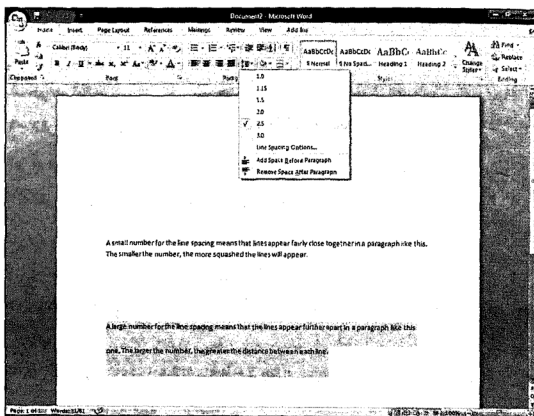 Document2 - Microsoft Word
Home Insert Page Layout References Mailings Review View Add Ins
Calibri (Body) 11
Paste
AaBbCcDc AaBbCcDc AaBbC AaBbCc
¶ Normal ¶ No Spaci... Heading 1 Heading 2 Change Styles
Find
Replace
Select
Clipboard Font Styles Editing
1.0
1.15
1.5
2.0
2.5
3.0
Line Spacing Options...
Add Space Before Paragraph
Remove Space After Paragraph
A small number for the line spacing means that lines appear fairly close together in a paragraph like this.
The smaller the number, the more squashed the lines will appear.
A large number for the line spacing means that the lines appear further apart in a paragraph like this
one. The larger the number, the greater the distance between each line.